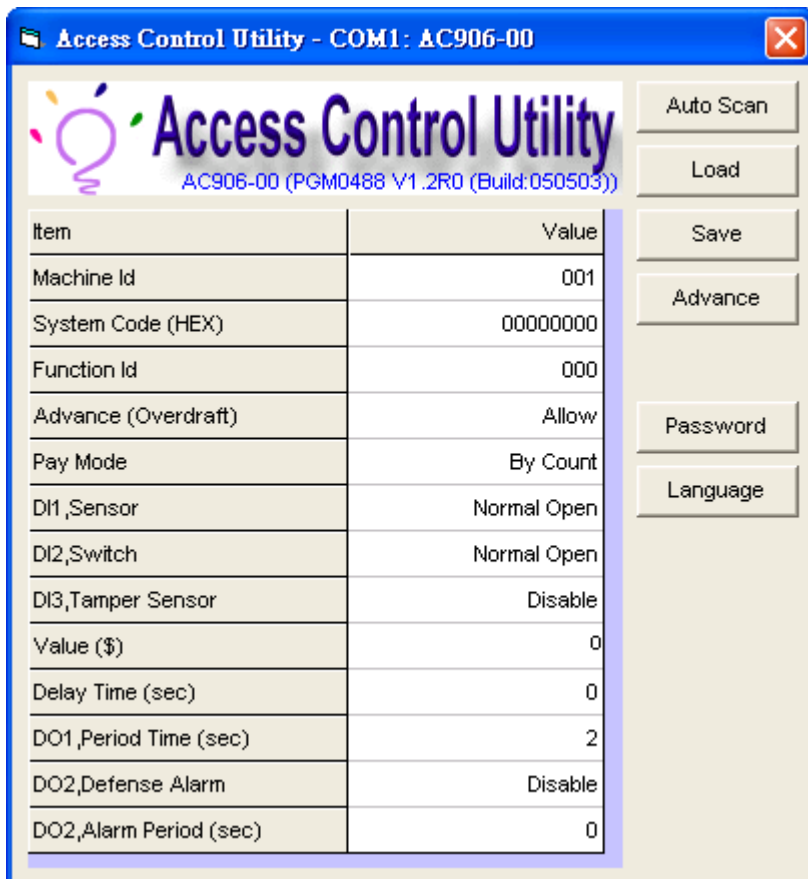 Access Control Utility - COM1: AC906-00
Access Control Utility
AC906-00 (PGM0488 V1.2R0 (Build:050503))
Item Value
Machine Id 001
System Code (HEX) 00000000
Function Id 000
Advance (Overdraft) Allow
Pay Mode By Count
DI1,Sensor Normal Open
DI2,Switch Normal Open
DI3,Tamper Sensor Disable
Value ($) 0
Delay Time (sec) 0
DO1,Period Time (sec) 2
DO2,Defense Alarm Disable
DO2,Alarm Period (sec) 0
Auto Scan
Load
Save
Advance
Password
Language